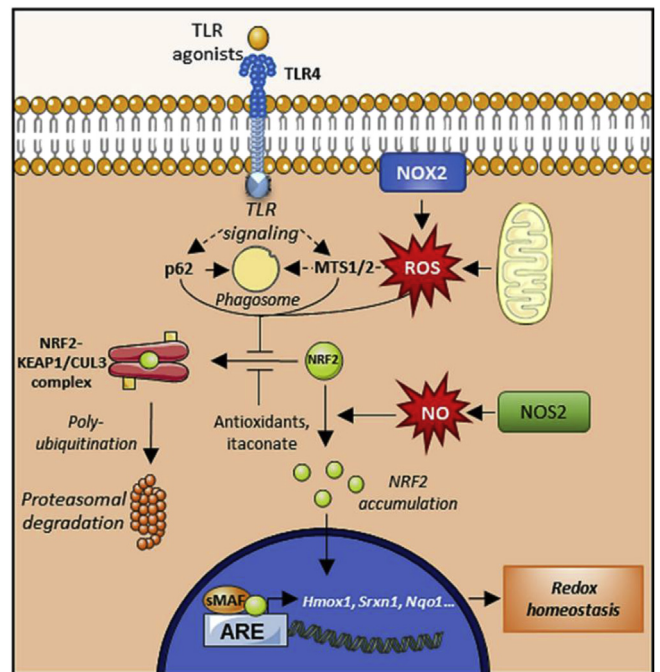 TLR
agonists
TLR4
NOX2
TLR
signaling
p62
MTS1/2
ROS
Phagosome
NRF2-
KEAP1/CUL3
complex
NRF2
Poly-
ubiquitination
Antioxidants,
itaconate
NO
NOS2
Proteasomal
degradation
NRF2
accumulation
sMAF
Hmox1, Srxn1, Nqo1...
ARE
Redox
homeostasis